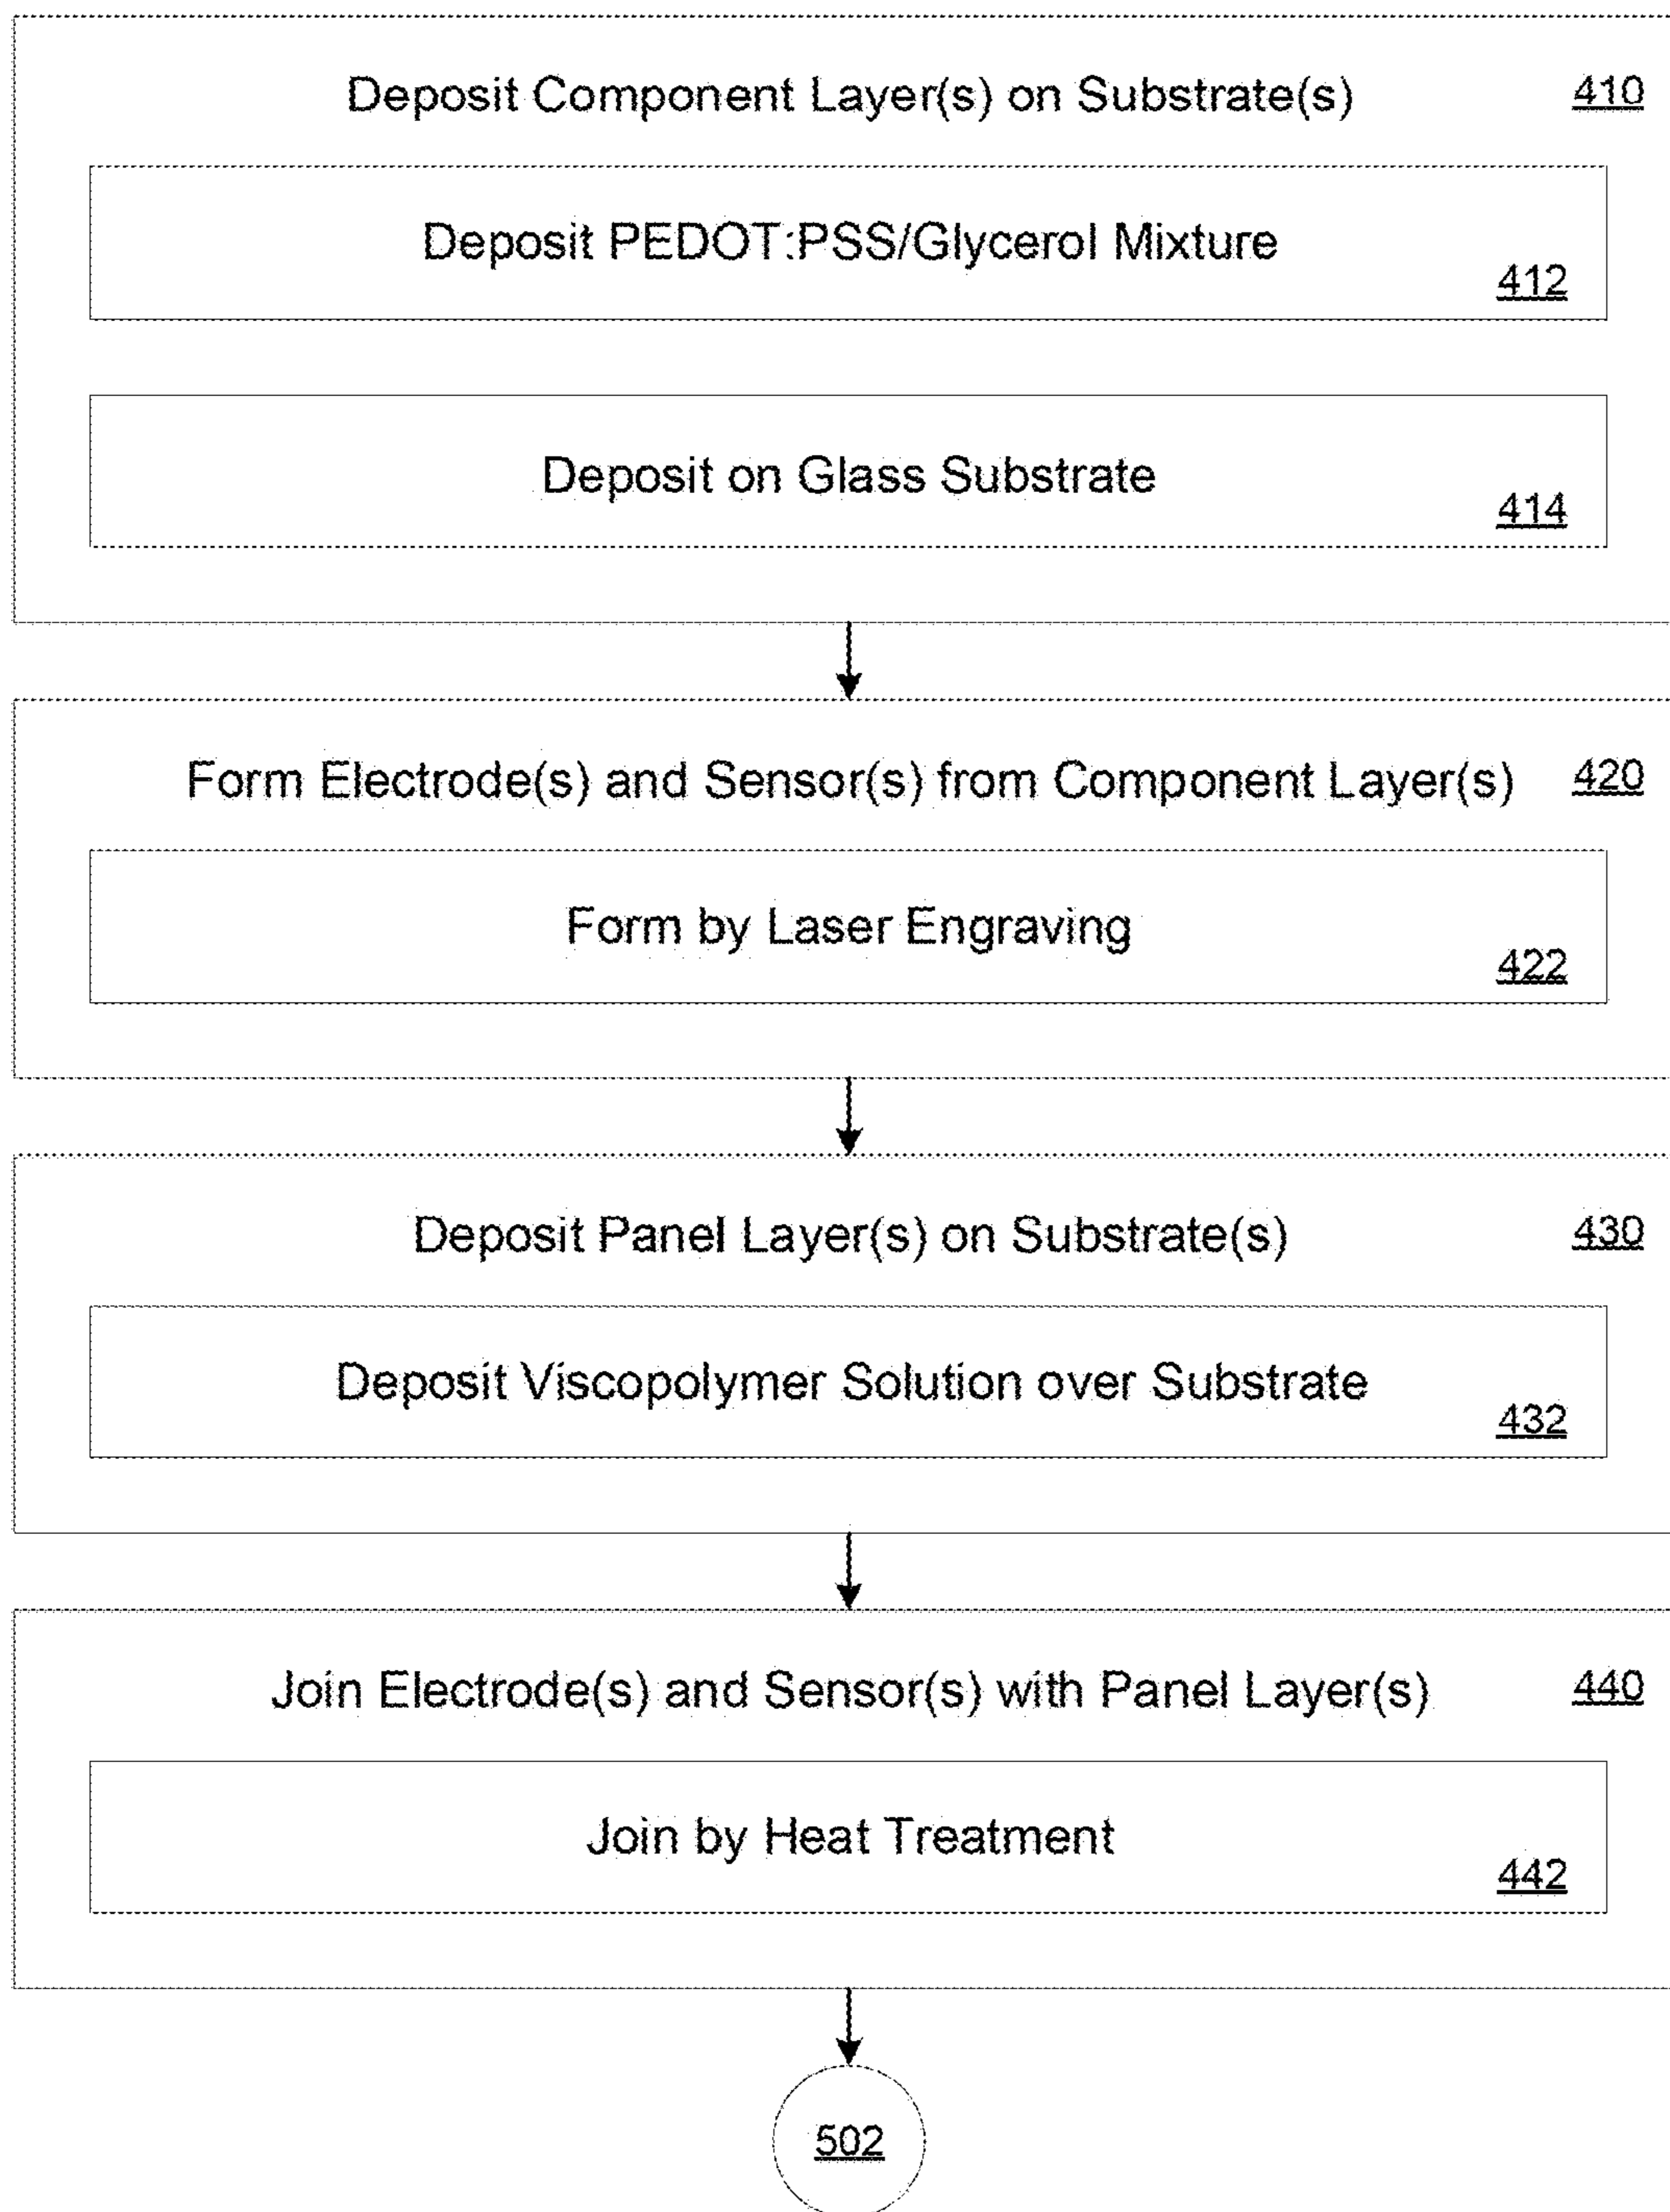 Deposit Component Layer(s) on Substrate(s) 410
Deposit PEDOT:PSS/Glycerol Mixture
412
Deposit on Glass Substrate
414
Form Electrode(s) and Sensor(s) from Component Layer(s) 420
Form by Laser Engraving
422
Deposit Panel Layer(s) on Substrate(s) 430
Deposit Viscopolymer Solution over Substrate
432
Join Electrode(s) and Sensor(s) with Panel Layer(s) 440
Join by Heat Treatment
442
502